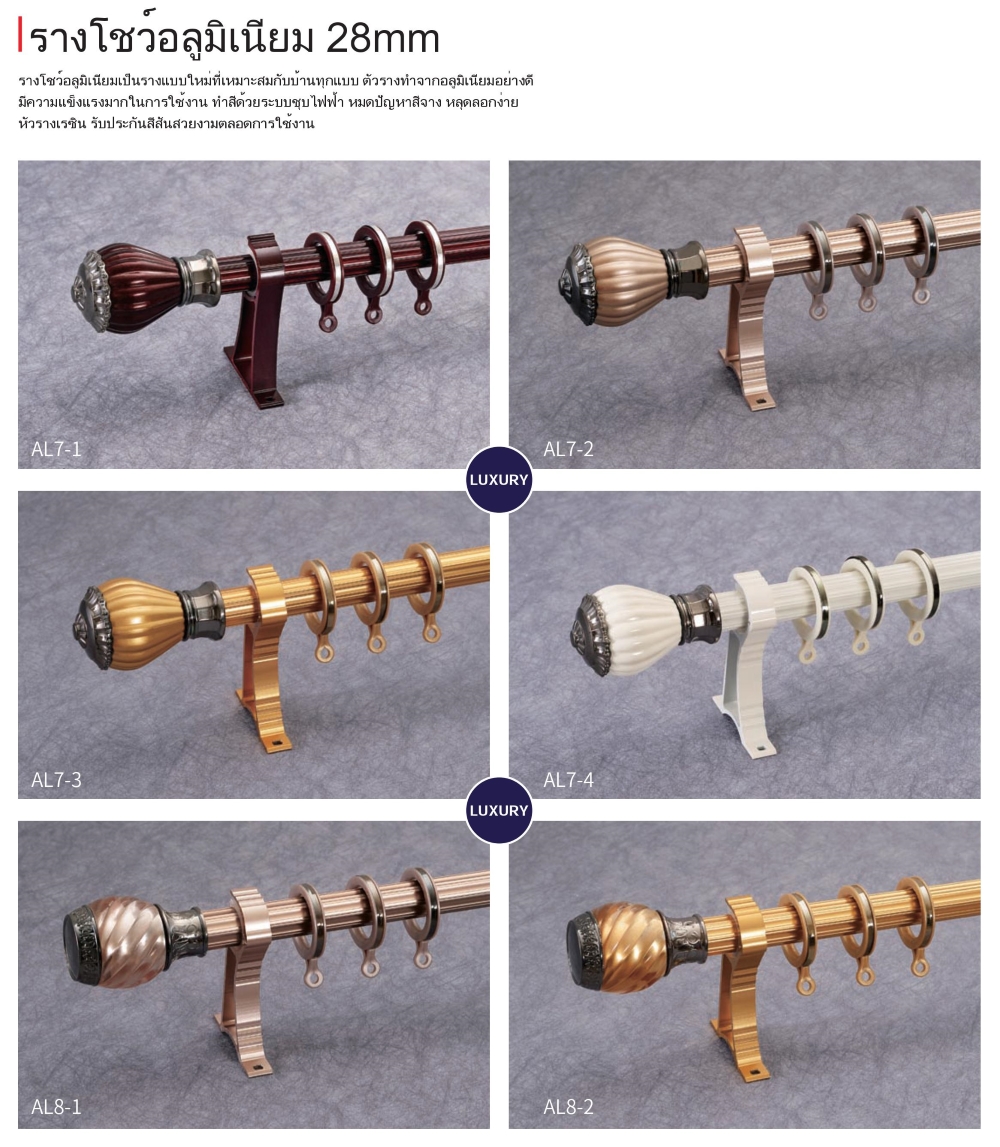 รางโชว์อลูมิเนียม 28mm
รางโชว์อลูมิเนียมเป็นรางแบบใหม่ที่เหมาะสมกับบ้านทุกแบบ ตัวรางทำจากอลูมิเนียมอย่างดี
มีความแข็งแรงมากในการใช้งาน ทำสีด้วยระบบชุบไฟฟ้า หมดปัญหาสีจาง หลุดลอกง่าย
หัวรางเรซิน รับประกันสีสันสวยงามตลอดการใช้งาน
AL7-1
AL7-2
LUXURY
AL7-3
AL7-4
LUXURY
AL8-1
AL8-2